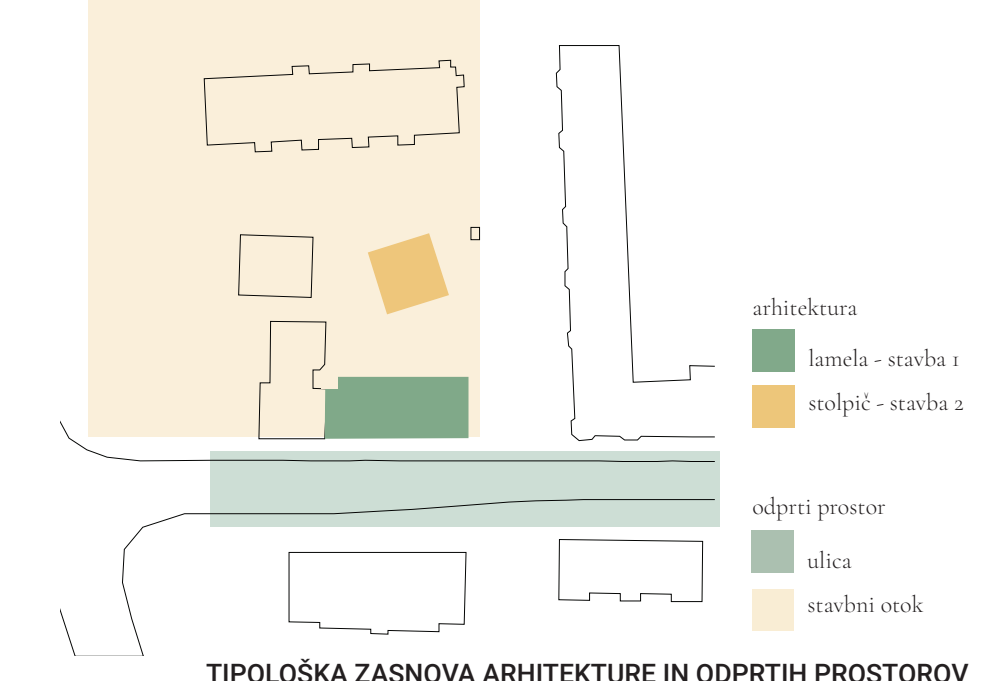 arhitektura
lamela - stavba 1
stolpič - stavba 2
odprti prostor
ulica
stavbni otok
TIPOLOŠKA ZASNOVA ARHITEKTURE IN ODPRTIH PROSTOROV